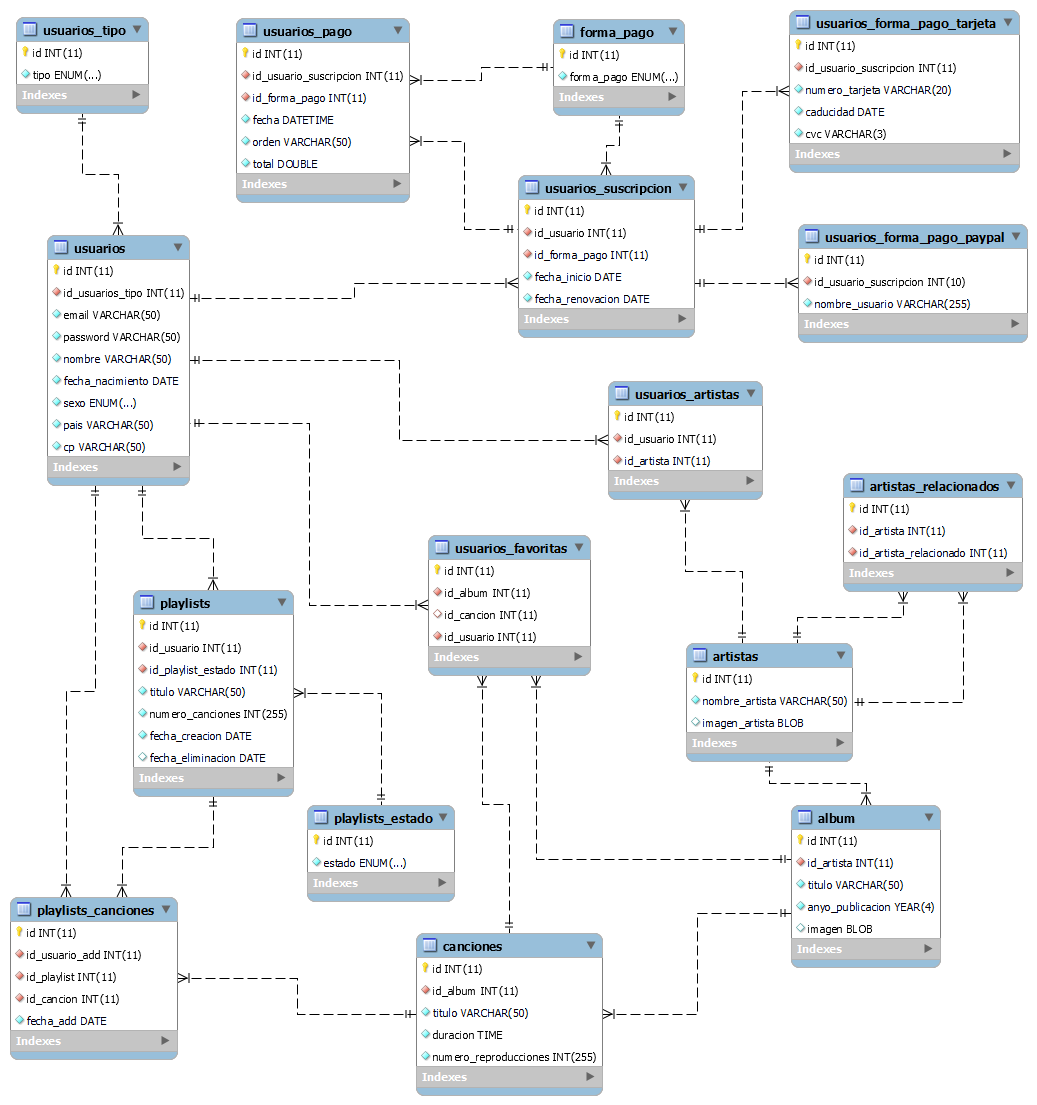 usuarios_tipo
id INT(11)
tipo ENUM(...)
Indexes
usuarios_pago
id INT(11)
id_usuario_suscripcion INT(11)
id_forma_pago INT(11)
fecha DATETIME
orden VARCHAR(50)
total DOUBLE
Indexes
forma_pago
id INT(11)
forma_pago ENUM(...)
Indexes
usuarios_forma_pago_tarjeta
id INT(11)
id_usuario_suscripcion INT(11)
numero_tarjeta VARCHAR(20)
caducidad DATE
cvc VARCHAR(3)
Indexes
usuarios_suscripcion
id INT(11)
id_usuario INT(11)
id_forma_pago INT(11)
fecha_inicio DATE
fecha_renovacion DATE
Indexes
usuarios_forma_pago_paypal
id INT(11)
id_usuario_suscripcion INT(10)
nombre_usuario VARCHAR(255)
Indexes
usuarios
id INT(11)
id_usuarios_tipo INT(11)
email VARCHAR(50)
password VARCHAR(50)
nombre VARCHAR(50)
fecha_nacimiento DATE
sexo ENUM(...)
pais VARCHAR(50)
cp VARCHAR(50)
Indexes
usuarios_artistas
id INT(11)
id_usuario INT(11)
id_artista INT(11)
Indexes
artistas_relacionados
id INT(11)
id_artista INT(11)
id_artista_relacionado INT(11)
Indexes
usuarios_favoritas
id INT(11)
id_album INT(11)
id_cancion INT(11)
id_usuario INT(11)
Indexes
playlists
id INT(11)
id_usuario INT(11)
id_playlist_estado INT(11)
titulo VARCHAR(50)
numero_canciones INT(255)
fecha_creacion DATE
fecha_eliminacion DATE
Indexes
artistas
id INT(11)
nombre_artista VARCHAR(50)
imagen_artista BLOB
Indexes
playlists_estado
id INT(11)
estado ENUM(...)
Indexes
album
id INT(11)
id_artista INT(11)
titulo VARCHAR(50)
anyo_publicacion YEAR(4)
imagen BLOB
Indexes
playlists_canciones
id INT(11)
id_usuario_add INT(11)
id_playlist INT(11)
id_cancion INT(11)
fecha_add DATE
Indexes
canciones
id INT(11)
id_album INT(11)
titulo VARCHAR(50)
duracion TIME
numero_reproducciones INT(255)
Indexes